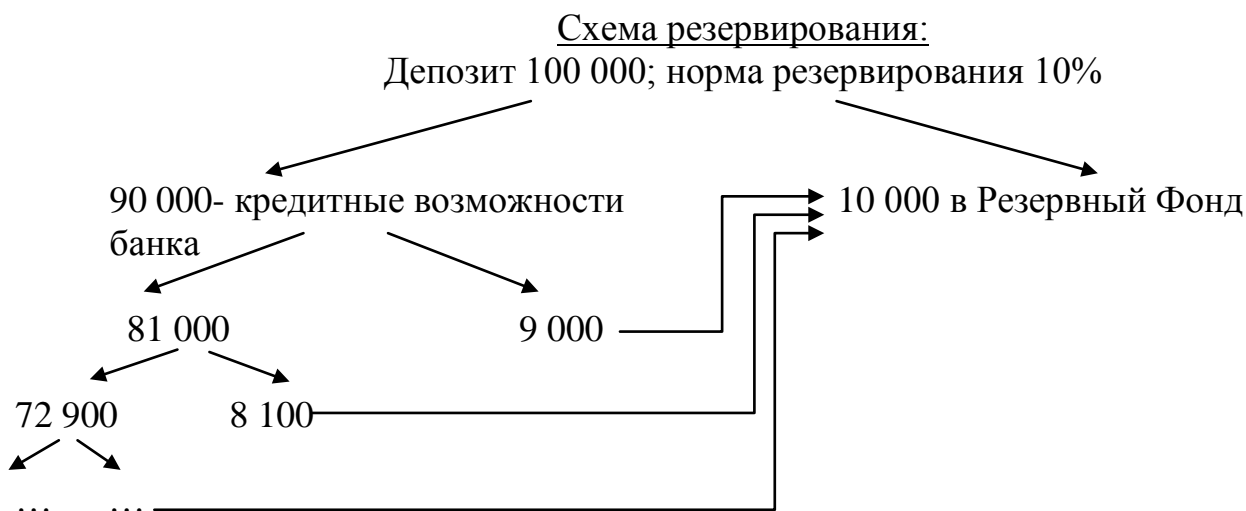 Схема резервирования:
Депозит 100 000; норма резервирования 10%
90 000- кредитные возможности
банка
10 000 в Резервный Фонд
81 000
9 000
72 900
8 100
...
...